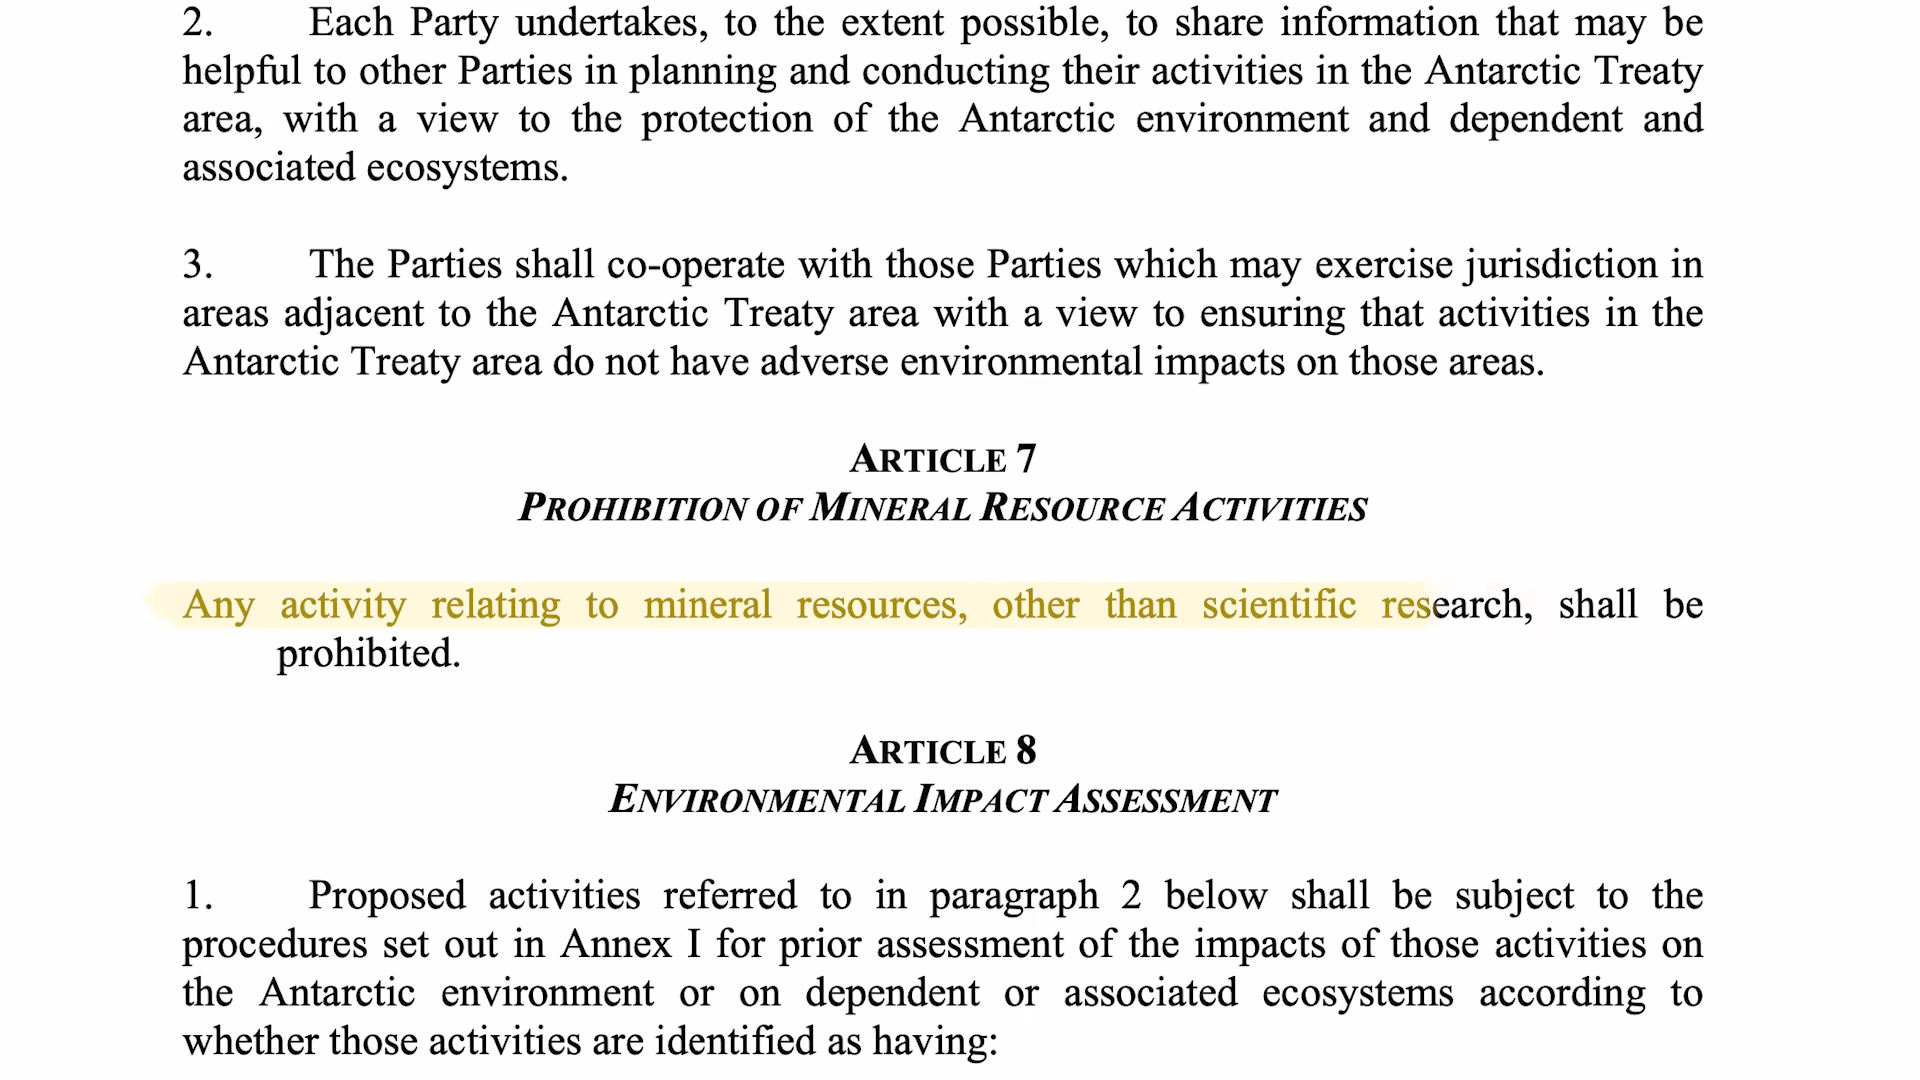 2. Each Party undertakes, to the extent possible, to share information that may be
helpful to other Parties in planning and conducting their activities in the Antarctic Treaty
area, with a view to the protection of the Antarctic environment and dependent and
associated ecosystems.
3. The Parties shall co-operate with those Parties which may exercise jurisdiction in
areas adjacent to the Antarctic Treaty area with a view to ensuring that activities in the
Antarctic Treaty area do not have adverse environmental impacts on those areas.
ARTICLE 7
PROHIBITION OF MINERAL RESOURCE ACTIVITIES
Any activity relating to mineral resources, other than scientific research, shall be
prohibited.
ARTICLE 8
ENVIRONMENTAL IMPACT ASSESSMENT
1. Proposed activities referred to in paragraph 2 below shall be subject to the
procedures set out in Annex I for prior assessment of the impacts of those activities on
the Antarctic environment or on dependent or associated ecosystems according to
whether those activities are identified as having: